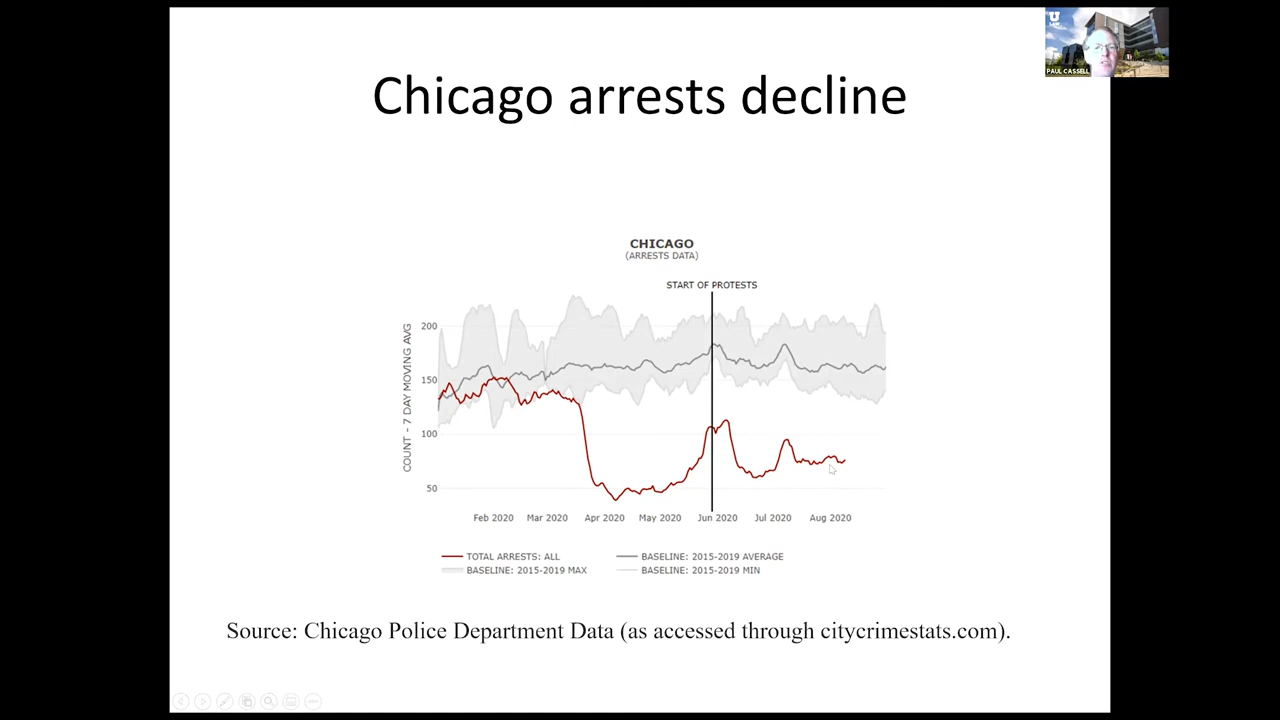 U
LAW
PAUL CASSELL
Chicago arrests decline
CHICAGO
(ARRESTS DATA)
START OF PROTESTS
COUNT - 7 DAY MOVING AVG
200
150
100
50
Feb 2020 Mar 2020 Apr 2020 May 2020 Jun 2020 Jul 2020 Aug 2020
TOTAL ARRESTS: ALL BASELINE: 2015-2019 AVERAGE
BASELINE: 2015-2019 MAX BASELINE: 2015-2019 MIN
Source: Chicago Police Department Data (as accessed through citycrimestats.com).